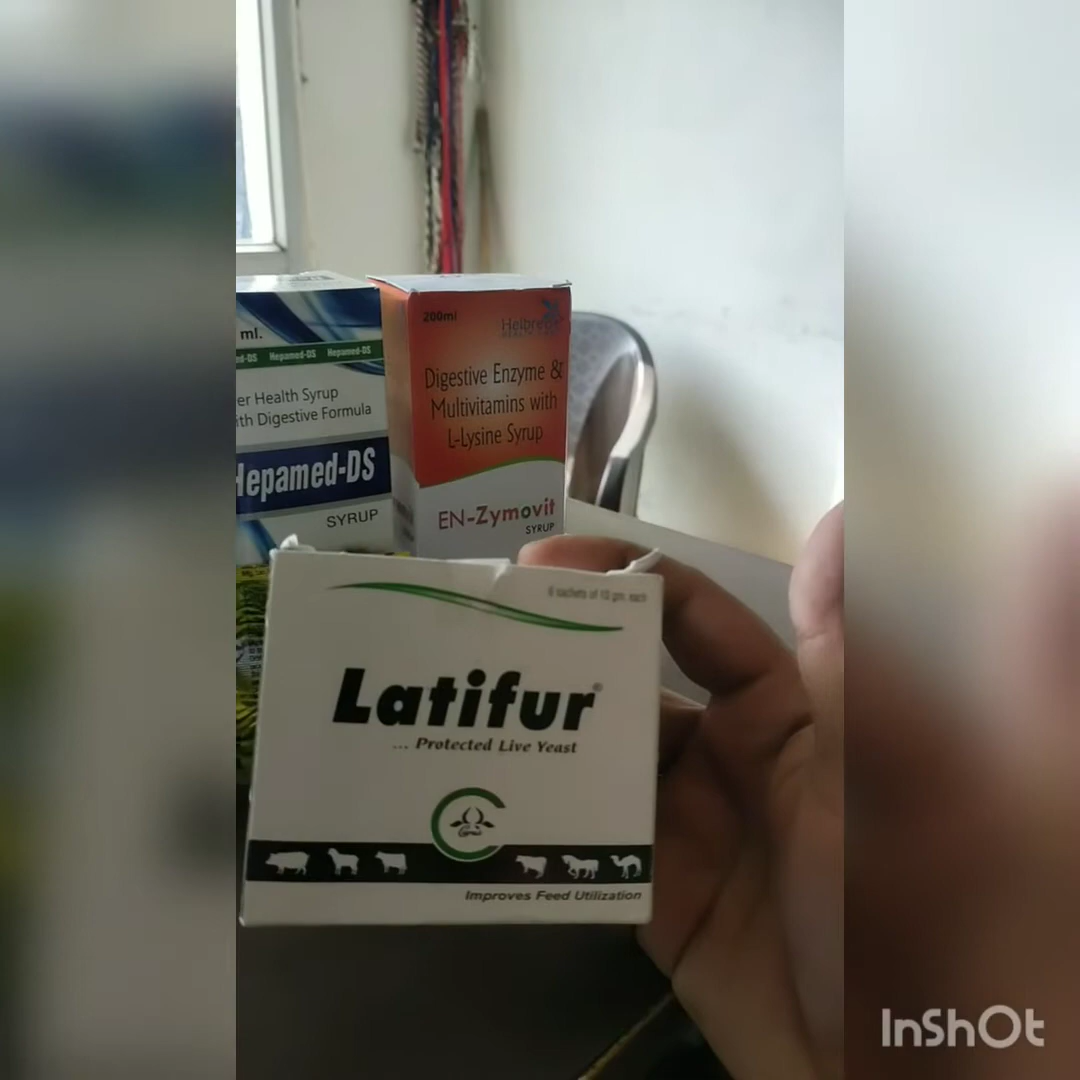 ml.
Hepamed-DS Hepamed-DS
er Health Syrup
ith Digestive Formula
Hepamed-DS
SYRUP
200ml
Digestive Enzyme &
Multivitamins with
L-Lysine Syrup
EN-Zymovit
SYRUP
6 sachets of 10 gm. each
Latifur®
... Protected Live Yeast
Improves Feed Utilization
InShOt